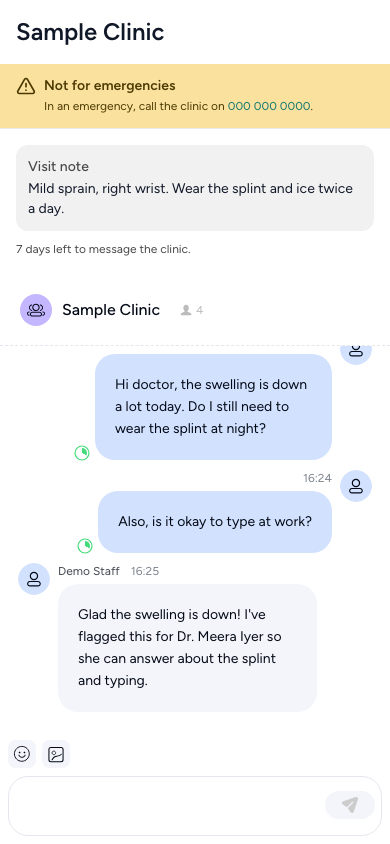 Sample Clinic
Not for emergencies
In an emergency, call the clinic on 000 000 0000.
Visit note
Mild sprain, right wrist. Wear the splint and ice twice
a day.
7 days left to message the clinic.
Sample Clinic 4
Hi doctor, the swelling is down
a lot today. Do I still need to
wear the splint at night?
16:24
Also, is it okay to type at work?
Demo Staff 16:25
Glad the swelling is down! I've
flagged this for Dr. Meera Iyer so
she can answer about the splint
and typing.